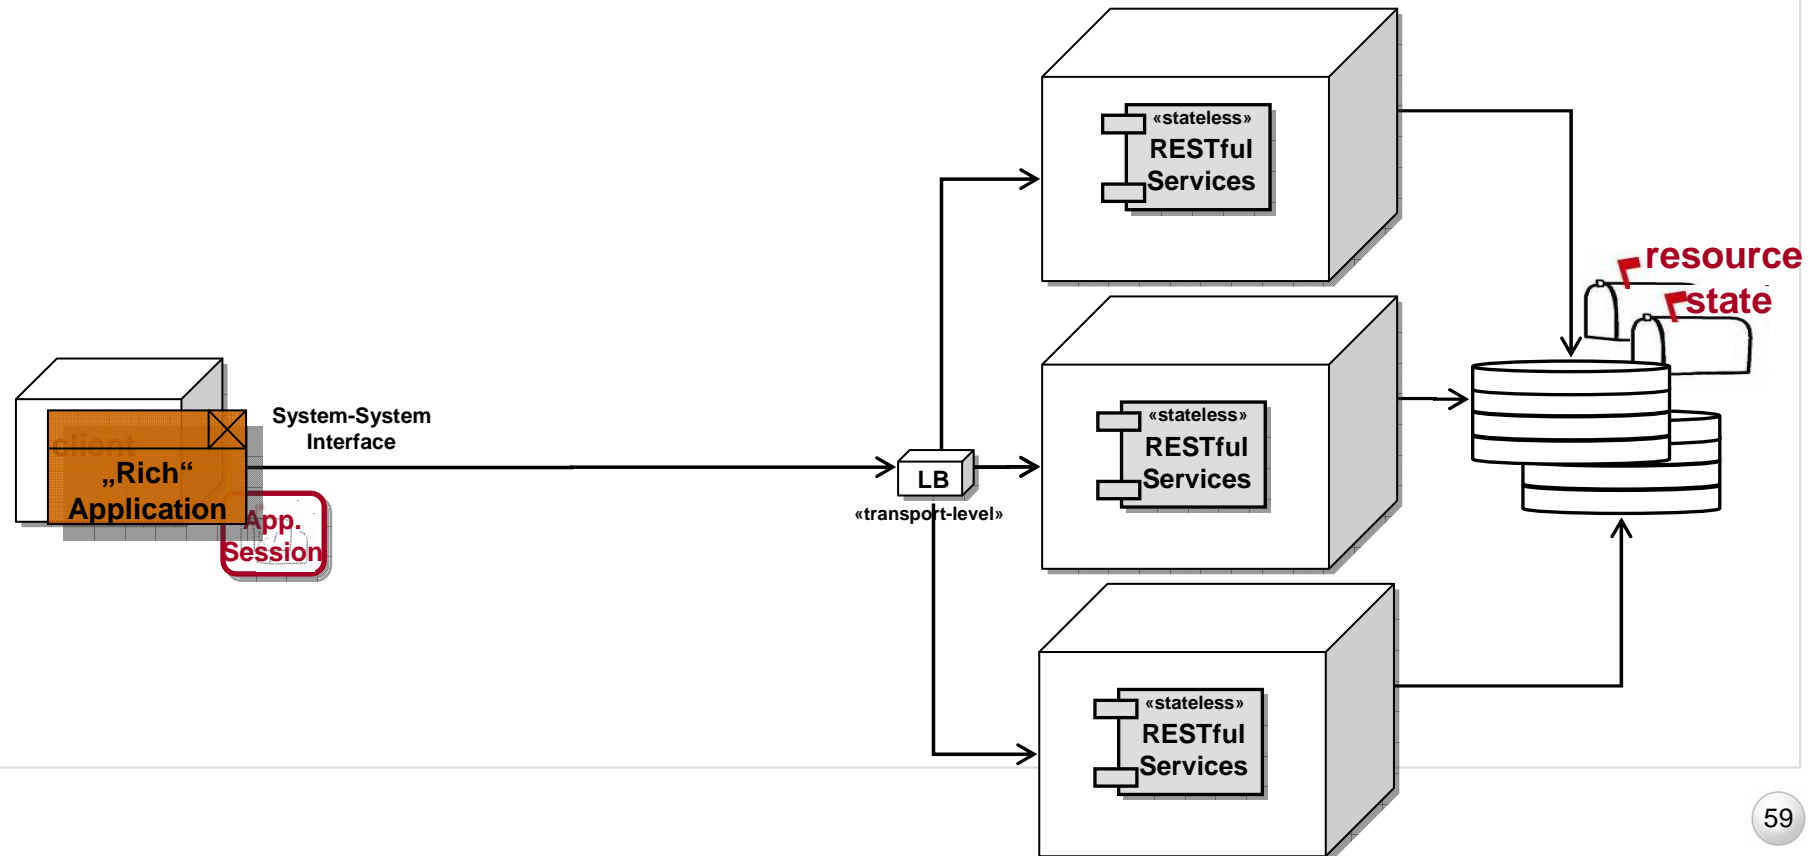 «stateless»
RESTful
Services
resource
state
client
„Rich“
Application
App.
Session
System-System
Interface
LB
«transport-level»
«stateless»
RESTful
Services
«stateless»
RESTful
Services
59